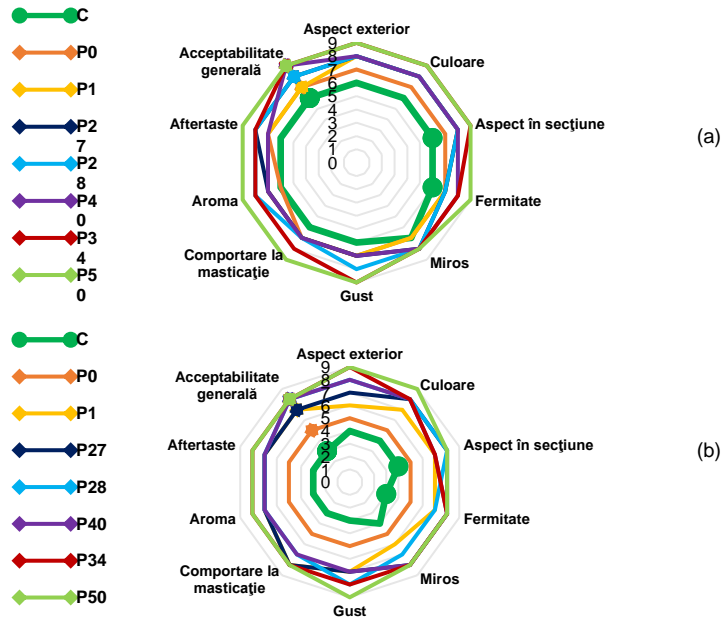 C
P0
P1
P2
7
P2
8
P4
0
P3
4
P5
0
Aspect exterior
Culoare
Aspect în secţiune
Fermitate
Miros
Gust
Comportare la
masticaţie
Aroma
Aftertaste
Acceptabilitate
generală
9
8
7
6
5
4
3
2
1
0
(a)
C
P0
P1
P27
P28
P40
P34
P50
Aspect exterior
Culoare
Aspect în secţiune
Fermitate
Miros
Gust
Comportare la
masticaţie
Aroma
Aftertaste
Acceptabilitate
generală
9
8
7
6
5
4
3
2
1
0
(b)